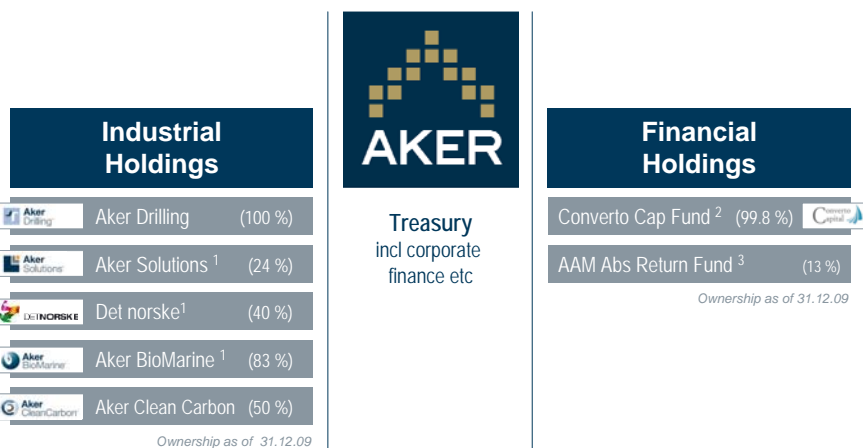 Industrial
Holdings
Aker
Drilling
Aker Drilling (100 %)
Aker
Solutions
Aker Solutions 1 (24 %)
DETNORSKE
Det norske1 (40 %)
Aker
BioMarine
Aker BioMarine 1 (83 %)
Aker
CleanCarbon
Aker Clean Carbon (50 %)
Ownership as of 31.12.09
AKER
Treasury
incl corporate
finance etc
Financial
Holdings
Converto Cap Fund 2 (99.8 %)
Converto
Capital
AAM Abs Return Fund 3 (13 %)
Ownership as of 31.12.09